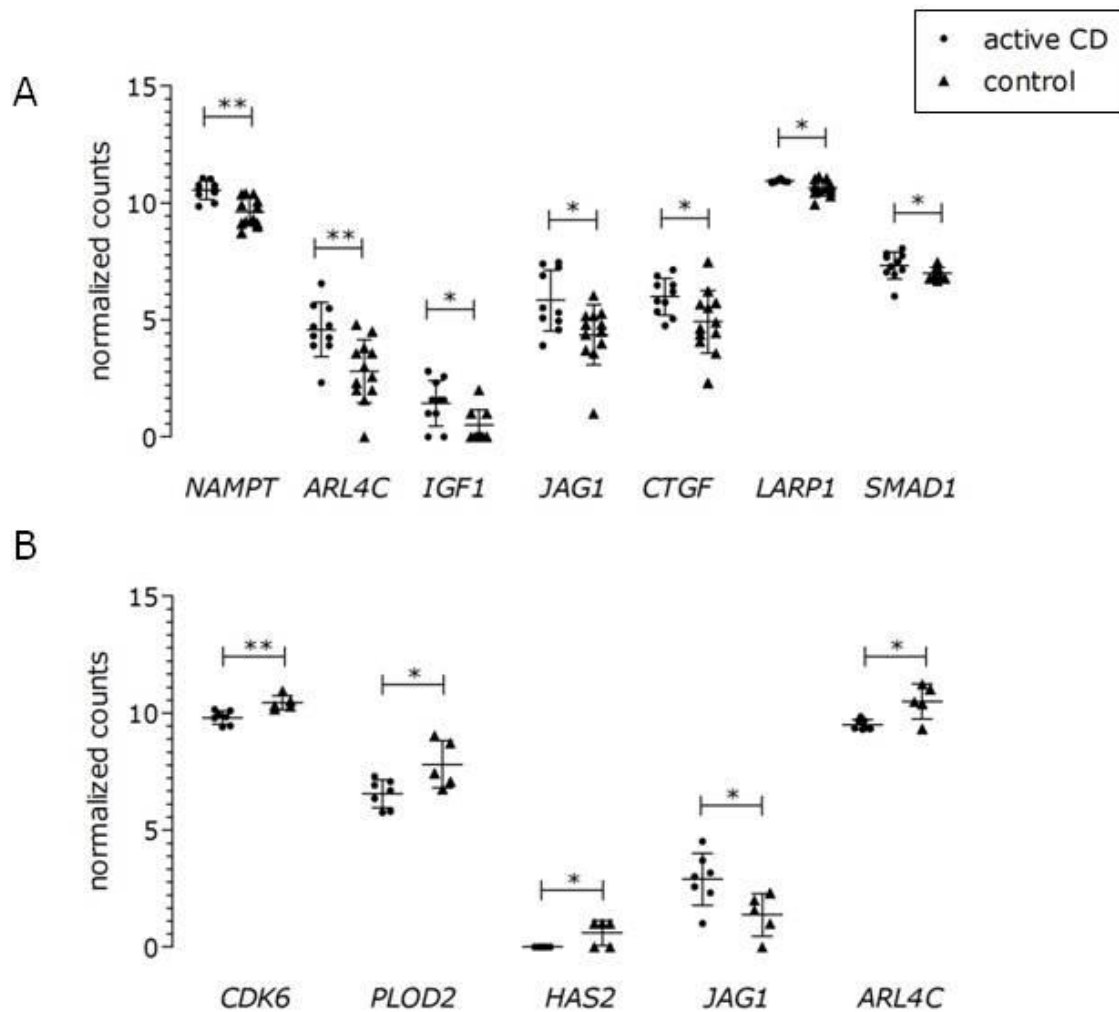 active CD
control
A
normalized counts
15
10
5
0
** ** * * * * *
NAMPT ARL4C IGF1 JAG1 CTGF LARP1 SMAD1
B
normalized counts
15
10
5
0
** * * * *
CDK6 PLOD2 HAS2 JAG1 ARL4C